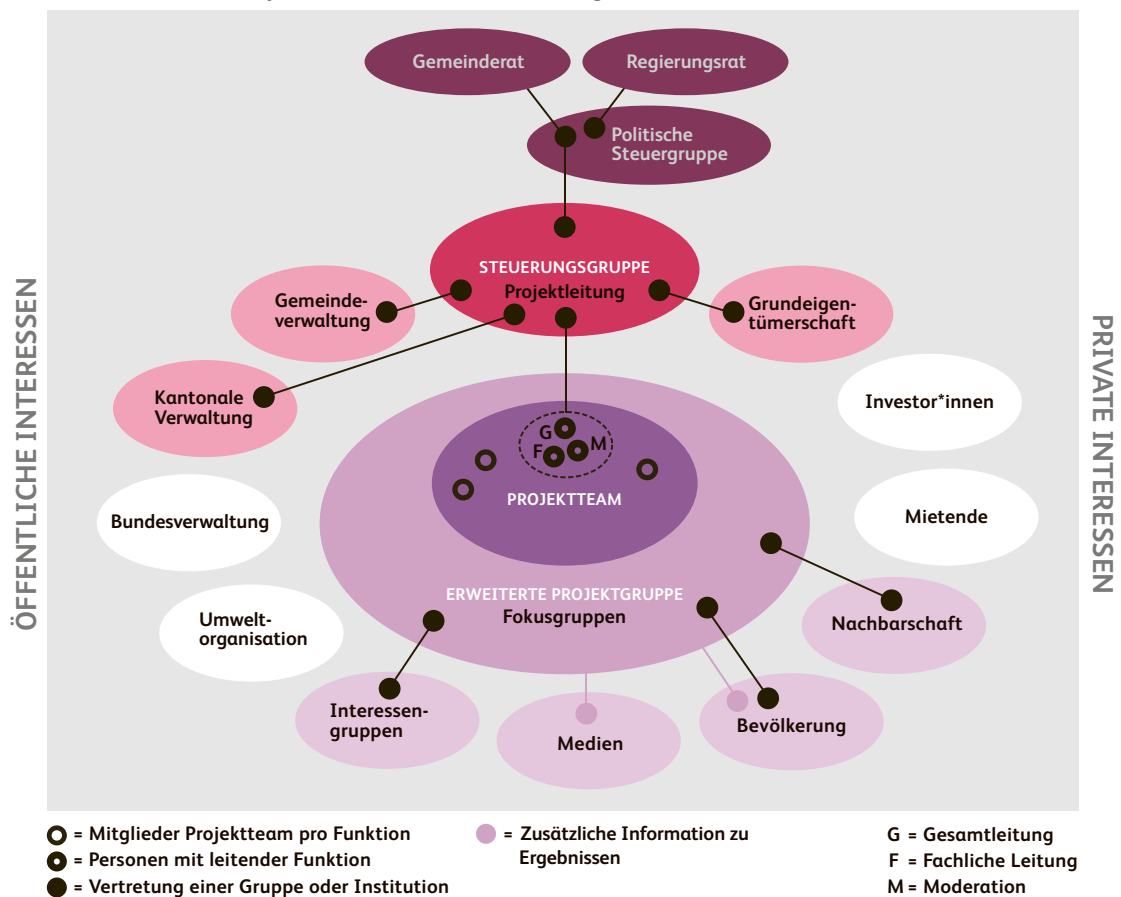 Gemeinderat
Regierungsrat
Politische
Steuergruppe
STEUERUNGSGRUPPE
Projektleitung
Gemeinde-
verwaltung
Grundeigen-
tümerschaft
Kantonale
Verwaltung
Investor*innen
ÖFFENTLICHE INTERESSEN
PRIVATE INTERESSEN
G
F
M
PROJEKTTEAM
Bundesverwaltung
Mietende
ERWEITERTE PROJEKTGRUPPE
Fokusgruppen
Umwelt-
organisation
Nachbarschaft
Interessen-
gruppen
Medien
Bevölkerung
= Mitglieder Projektteam pro Funktion
= Personen mit leitender Funktion
= Vertretung einer Gruppe oder Institution
= Zusätzliche Information zu
Ergebnissen
G = Gesamtleitung
F = Fachliche Leitung
M = Moderation